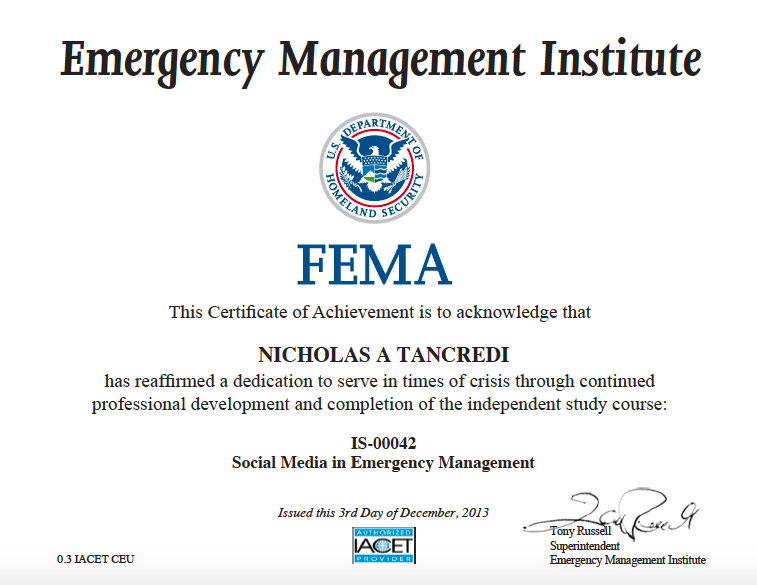 Emergency Management Institute
U.S. DEPARTMENT OF
HOMELAND SECURITY
FEMA
This Certificate of Achievement is to acknowledge that
NICHOLAS A TANCREDI
has reaffirmed a dedication to serve in times of crisis through continued
professional development and completion of the independent study course:
IS-00042
Social Media in Emergency Management
Issued this 3rd Day of December, 2013
Tony Russell
Tony Russell
Superintendent
Emergency Management Institute
AUTHORIZED
IACET
PROVIDER
0.3 IACET CEU